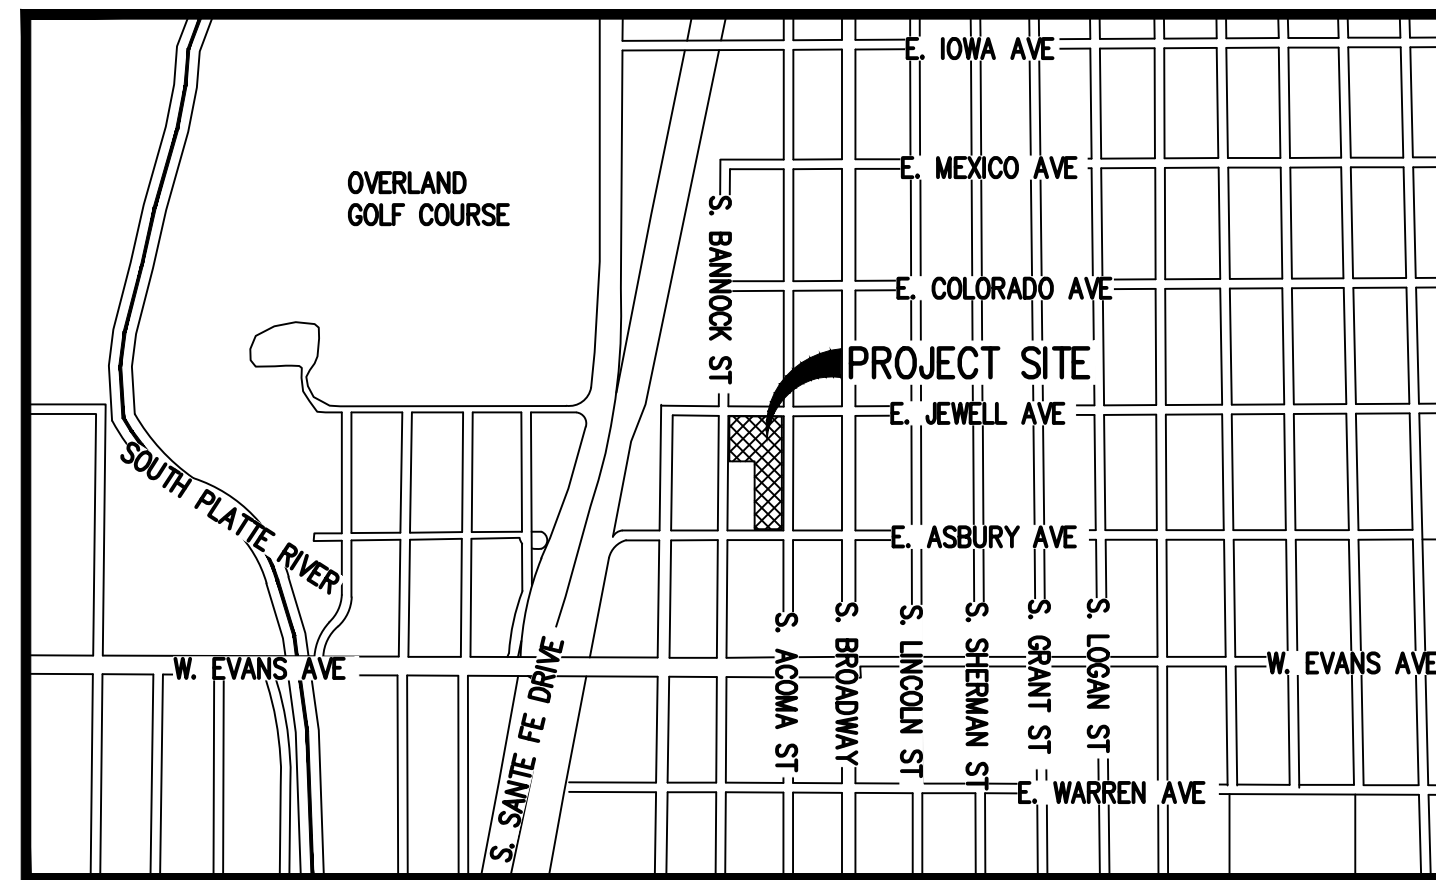 E. IOWA AVE
E. MEXICO AVE
OVERLAND
GOLF COURSE
S. BANNOCK ST
E. COLORADO AVE
PROJECT SITE
E. JEWELL AVE
SOUTH PLATTE RIVER
E. ASBURY AVE
S. ACOMA ST
S. BROADWAY
S. LINCOLN ST
S. SHERMAN ST
S. GRANT ST
S. LOGAN ST
W. EVANS AVE
W. EVANS AVE
S. SANTE FE DRIVE
E. WARREN AVE